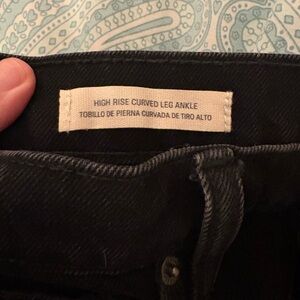 HIGH RISE CURVED LEG ANKLE
TOBILLO DE PIERNA CURVADA DE TIRO ALTO